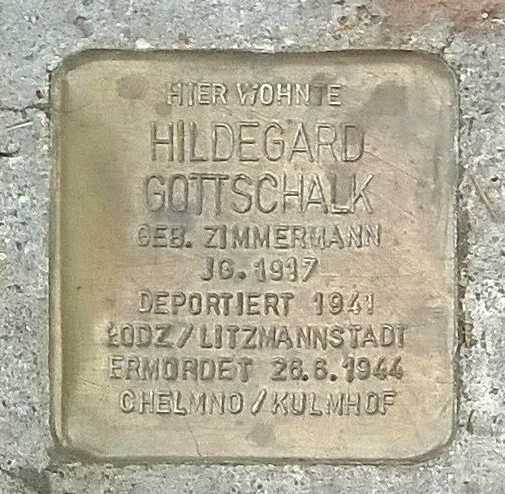 HIER WOHNTE
HILDEGARD
GOTTSCHALK
GEB. ZIMMERMANN
JG. 1917
DEPORTIERT 1941
ŁODZ/LITZMANNSTADT
ERMORDET 26.6.1944
CHELMNO/KULMHOF